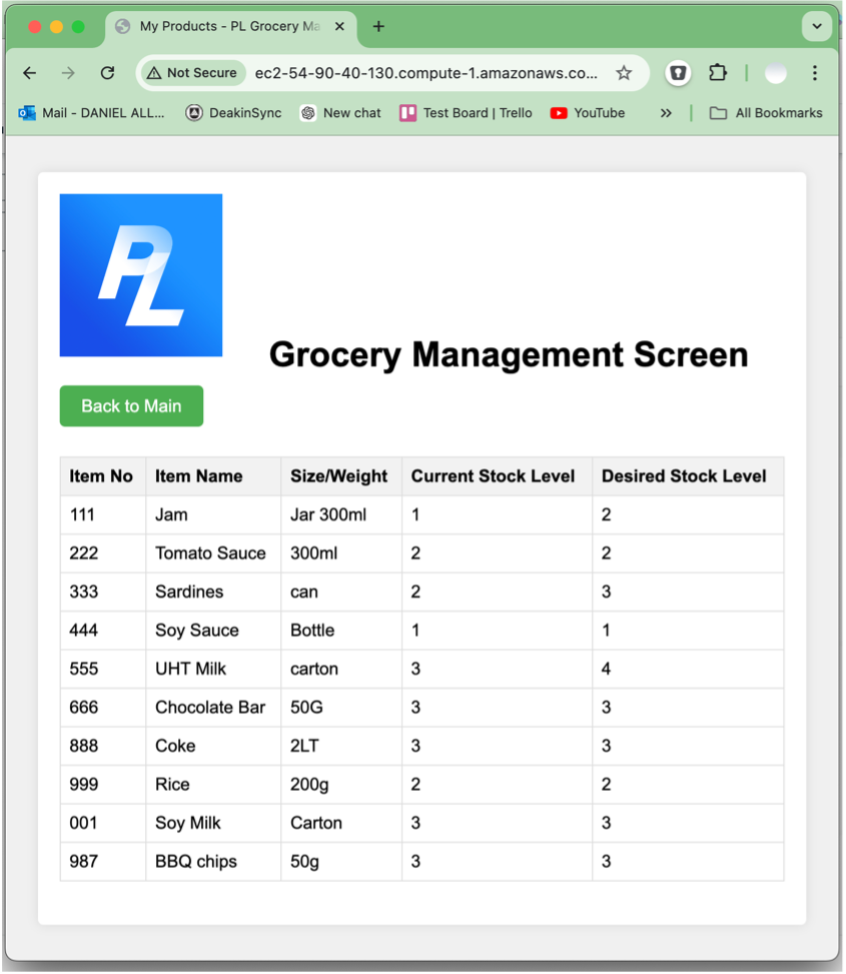 My Products - PL Grocery Ma
Not Secure ec2-54-90-40-130.compute-1.amazonaws.co...
Mail - DANIEL ALL... DeakinSync New chat Test Board | Trello YouTube » All Bookmarks
PL
Grocery Management Screen
Back to Main
Item No Item Name Size/Weight Current Stock Level Desired Stock Level
111 Jam Jar 300ml 1 2
222 Tomato Sauce 300ml 2 2
333 Sardines can 2 3
444 Soy Sauce Bottle 1 1
555 UHT Milk carton 3 4
666 Chocolate Bar 50G 3 3
888 Coke 2LT 3 3
999 Rice 200g 2 2
001 Soy Milk Carton 3 3
987 BBQ chips 50g 3 3